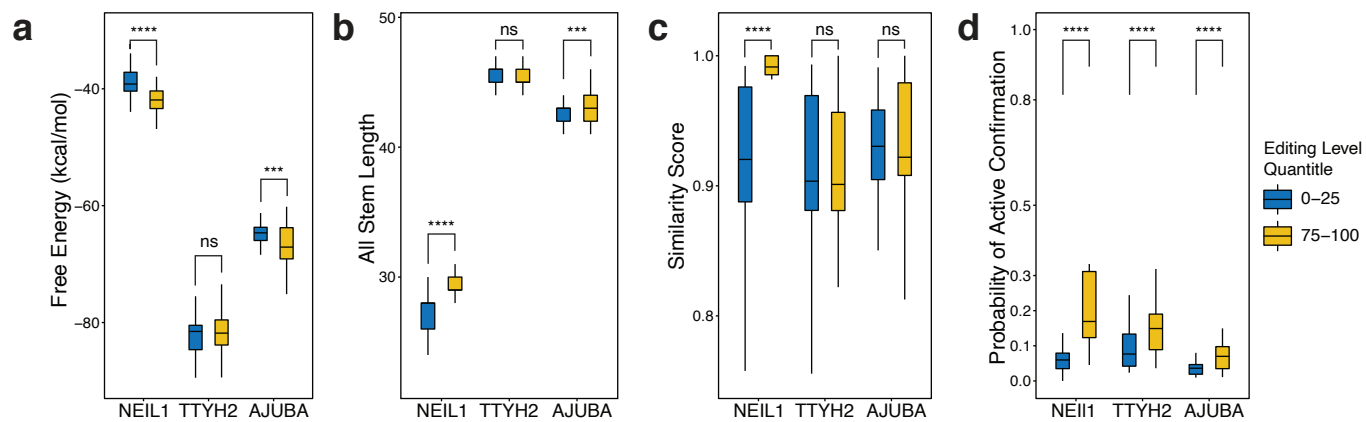 a
Free Energy (kcal/mol)
−40
−60
−80
****
ns
***
NEIL1 TTYH2 AJUBA
b
All Stem Length
50
40
30
****
ns
***
NEIL1 TTYH2 AJUBA
c
Similarity Score
1.0
0.9
0.8
****
ns
ns
NEIL1 TTYH2 AJUBA
d
Probability of Active Confirmation
1.0
0.8
0.5
0.3
0.2
0.1
0.0
****
****
****
NEIl1 TTYH2 AJUBA
Editing Level
Quantitle
0−25
75−100